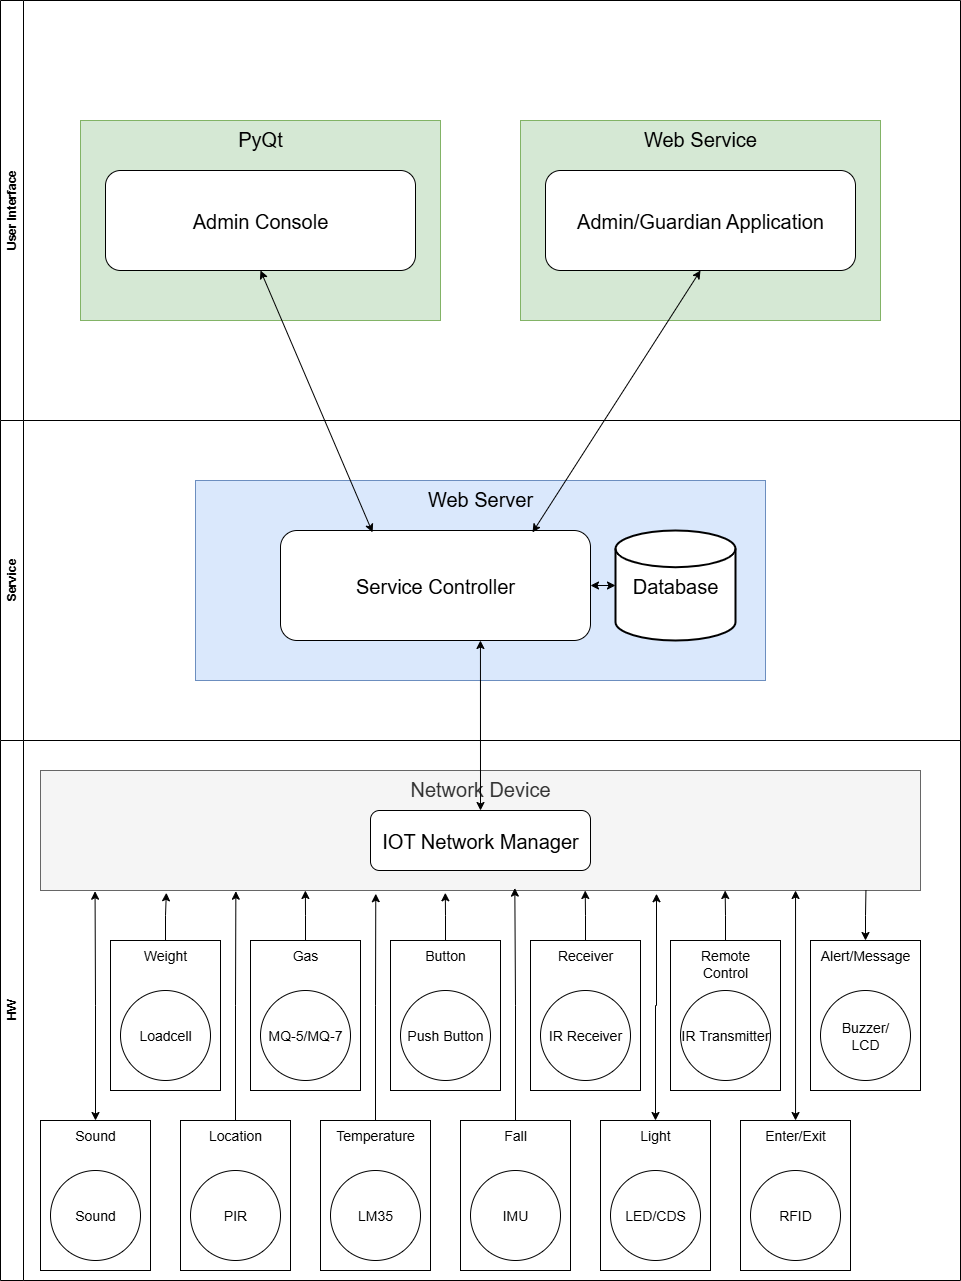 User Interface
PyQt
Admin Console
Web Service
Admin/Guardian Application
Service
Web Server
Service Controller
Database
HW
Network Device
IOT Network Manager
Weight
Loadcell
Gas
MQ-5/MQ-7
Button
Push Button
Receiver
IR Receiver
Remote
Control
IR Transmitter
Alert/Message
Buzzer/
LCD
Sound
Sound
Location
PIR
Temperature
LM35
Fall
IMU
Light
LED/CDS
Enter/Exit
RFID